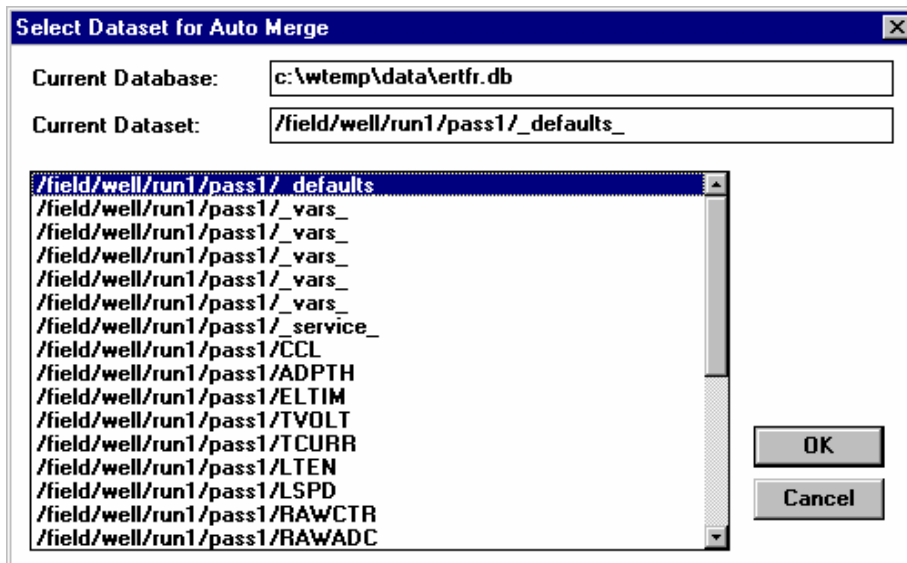 Select Dataset for Auto Merge
Current Database: c:\wtemp\data\ertfr.db
Current Dataset: /field/well/run1/pass1/_defaults_
/field/well/run1/pass1/_defaults_
/field/well/run1/pass1/_vars_
/field/well/run1/pass1/_vars_
/field/well/run1/pass1/_vars_
/field/well/run1/pass1/_vars_
/field/well/run1/pass1/_vars_
/field/well/run1/pass1/_service_
/field/well/run1/pass1/CCL
/field/well/run1/pass1/ADPTH
/field/well/run1/pass1/ELTIM
/field/well/run1/pass1/TVOLT
/field/well/run1/pass1/TCURR
/field/well/run1/pass1/LTEN
/field/well/run1/pass1/LSPD
/field/well/run1/pass1/RAWCTR
/field/well/run1/pass1/RAWADC
OK
Cancel